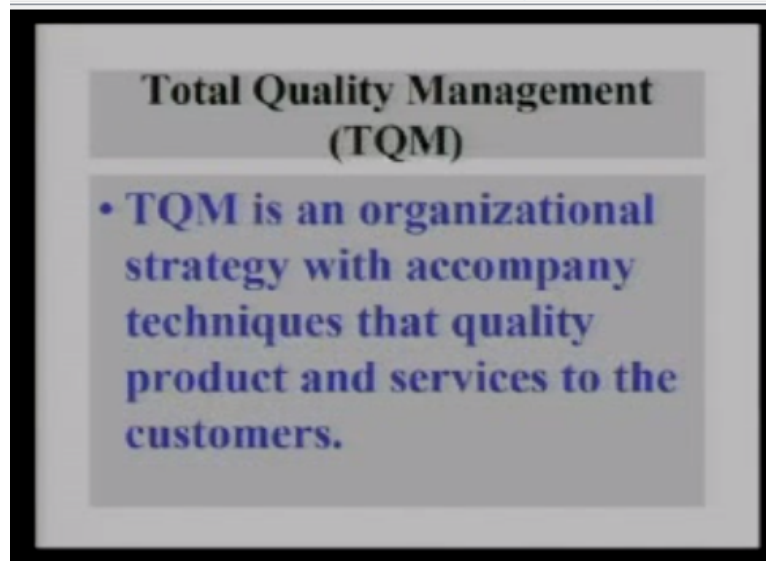 Total Quality Management
(TQM)
• TQM is an organizational
strategy with accompany
techniques that quality
product and services to the
customers.